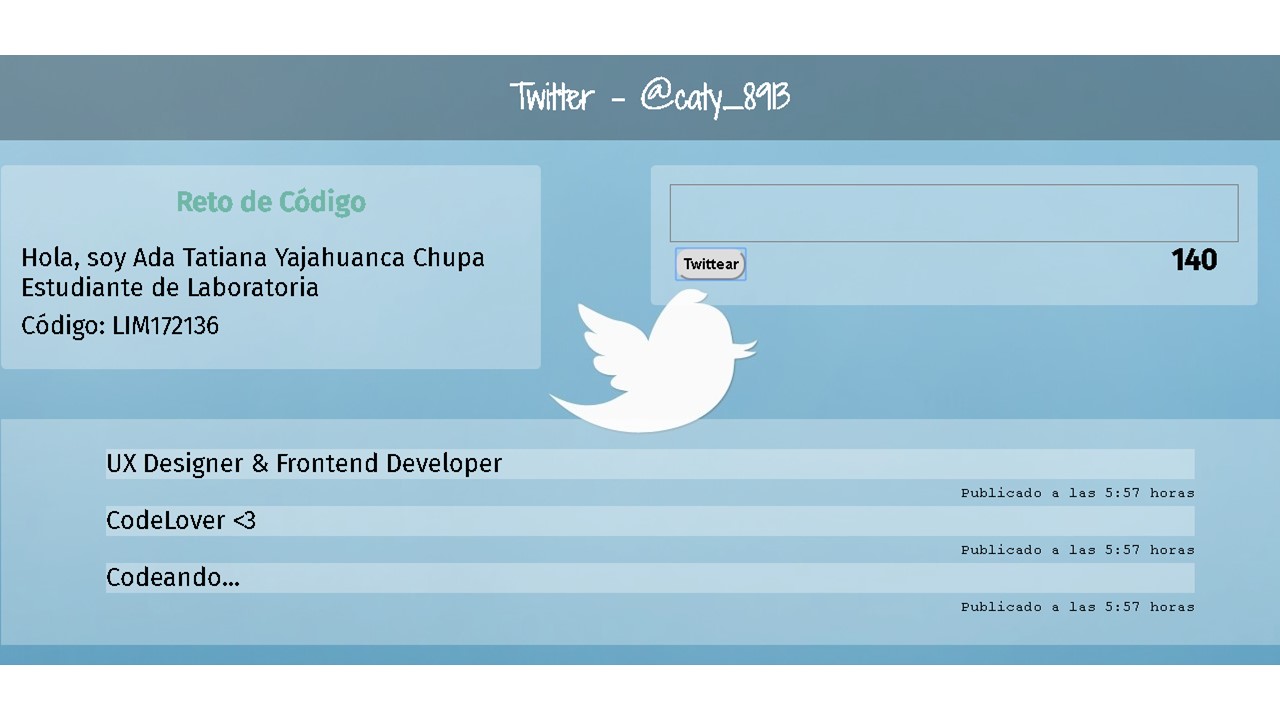 Twitter - @caty_8913
Reto de Código
Hola, soy Ada Tatiana Yajahuanca Chupa
Estudiante de Laboratoria
Código: LIM172136
Twittear
140
UX Designer & Frontend Developer
Publicado a las 5:57 horas
CodeLover <3
Publicado a las 5:57 horas
Codeando...
Publicado a las 5:57 horas